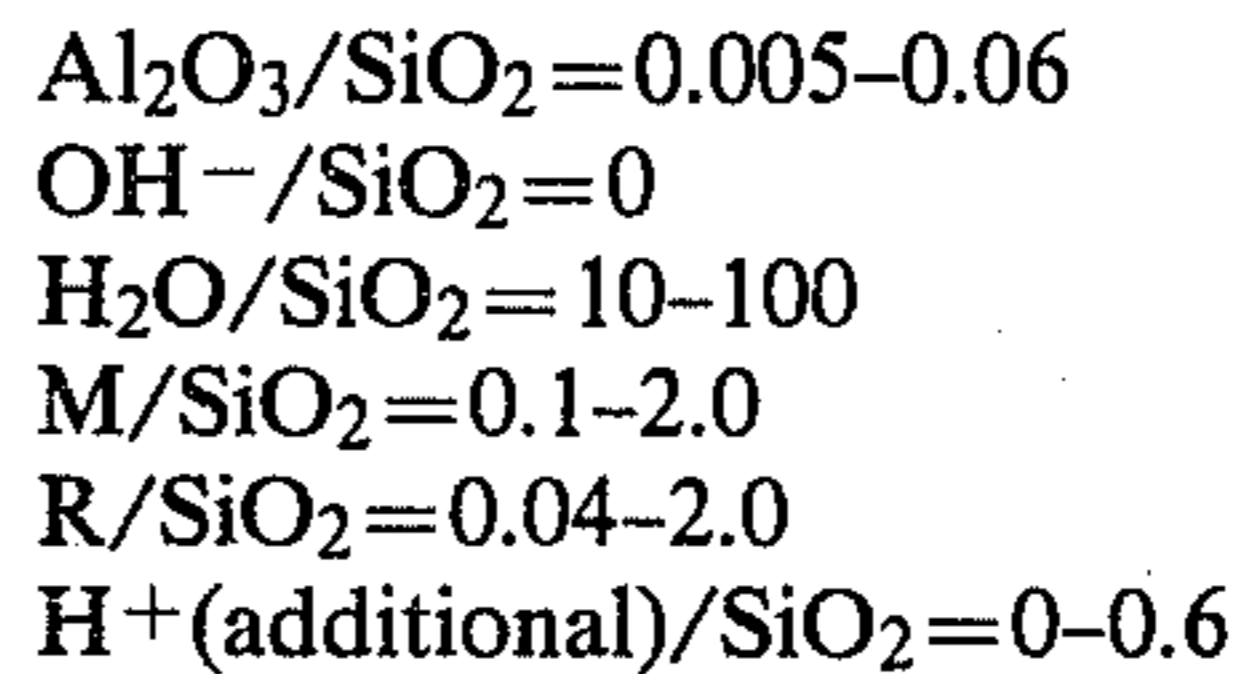 Al₂O₃/SiO₂=0.005–0.06
OH⁻/SiO₂=0
H₂O/SiO₂=10–100
M/SiO₂=0.1–2.0
R/SiO₂=0.04–2.0
H⁺(additional)/SiO₂=0–0.6